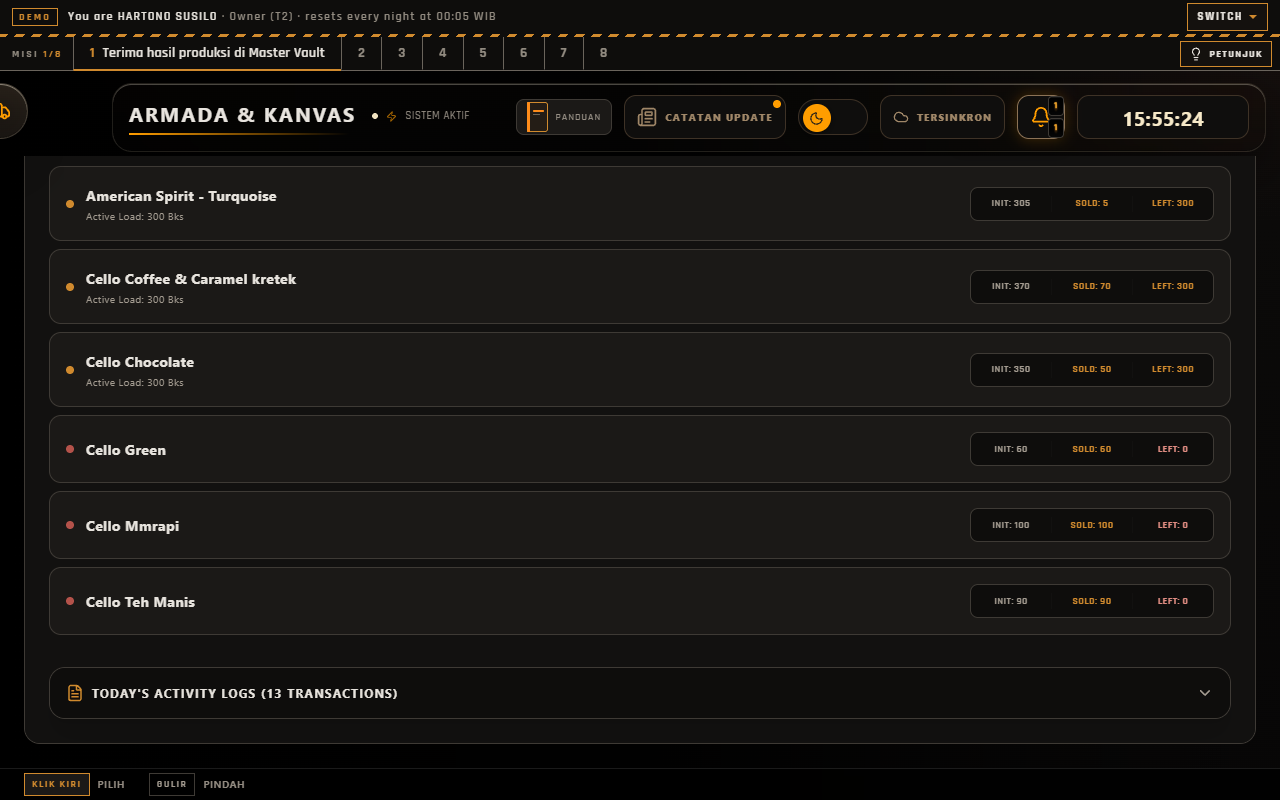 DEMO You are HARTONO SUSILO · Owner (T2) · resets every night at 00:05 WIB SWITCH
MISI 1/8 1 Terima hasil produksi di Master Vault 2 3 4 5 6 7 8 PETUNJUK
ARMADA & KANVAS SISTEM AKTIF PANDUAN CATATAN UPDATE TERSINKRON 1 1 15:55:24
American Spirit - Turquoise
Active Load: 300 Bks
INIT: 305 SOLD: 5 LEFT: 300
Cello Coffee & Caramel kretek
Active Load: 300 Bks
INIT: 370 SOLD: 70 LEFT: 300
Cello Chocolate
Active Load: 300 Bks
INIT: 350 SOLD: 50 LEFT: 300
Cello Green INIT: 60 SOLD: 60 LEFT: 0
Cello Mmrapi INIT: 100 SOLD: 100 LEFT: 0
Cello Teh Manis INIT: 90 SOLD: 90 LEFT: 0
TODAY'S ACTIVITY LOGS (13 TRANSACTIONS)
KLIK KIRI PILIH GULIR PINDAH